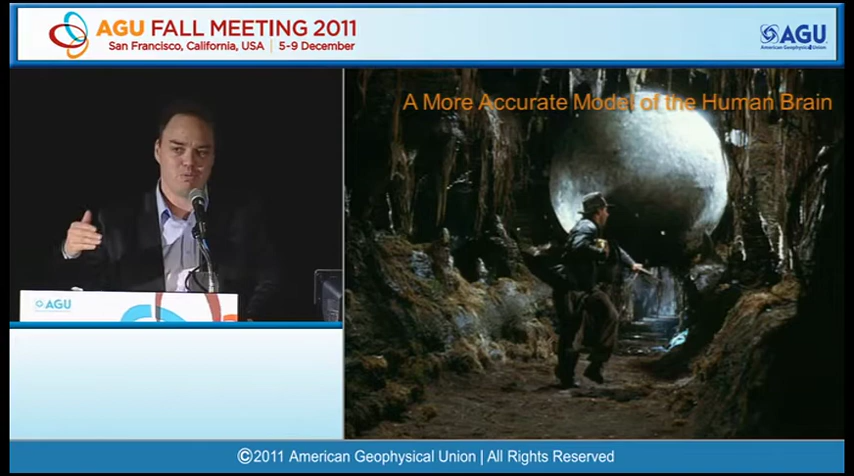 AGU FALL MEETING 2011
San Francisco, California, USA | 5-9 December
AGU
American Geophysical Union
A More Accurate Model of the Human Brain
AGU
©2011 American Geophysical Union | All Rights Reserved